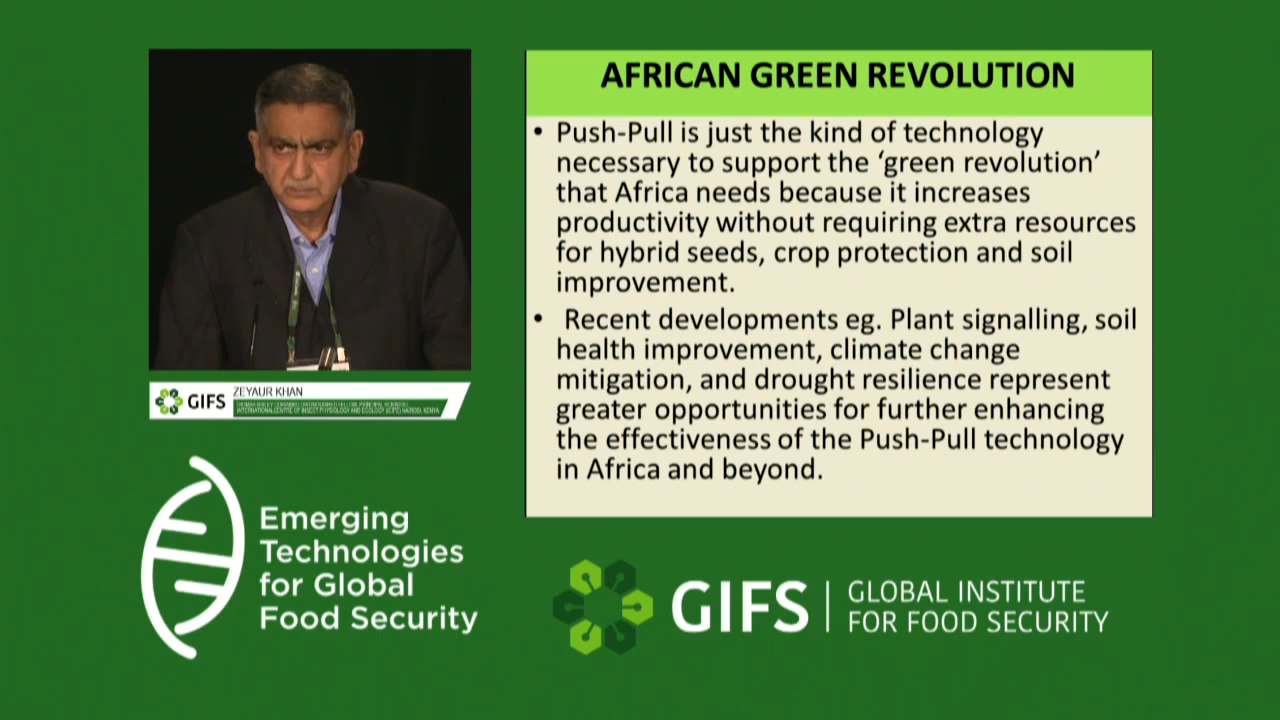 AFRICAN GREEN REVOLUTION
• Push-Pull is just the kind of technology
necessary to support the ‘green revolution’
that Africa needs because it increases
productivity without requiring extra resources
for hybrid seeds, crop protection and soil
improvement.
• Recent developments eg. Plant signalling, soil
health improvement, climate change
mitigation, and drought resilience represent
greater opportunities for further enhancing
the effectiveness of the Push-Pull technology
in Africa and beyond.
GIFS
ZEYAUR KHAN
INTERNATIONAL CENTRE OF INSECT PHYSIOLOGY AND ECOLOGY (ICIPE) NAIROBI, KENYA
Emerging
Technologies
for Global
Food Security
GIFS
GLOBAL INSTITUTE
FOR FOOD SECURITY